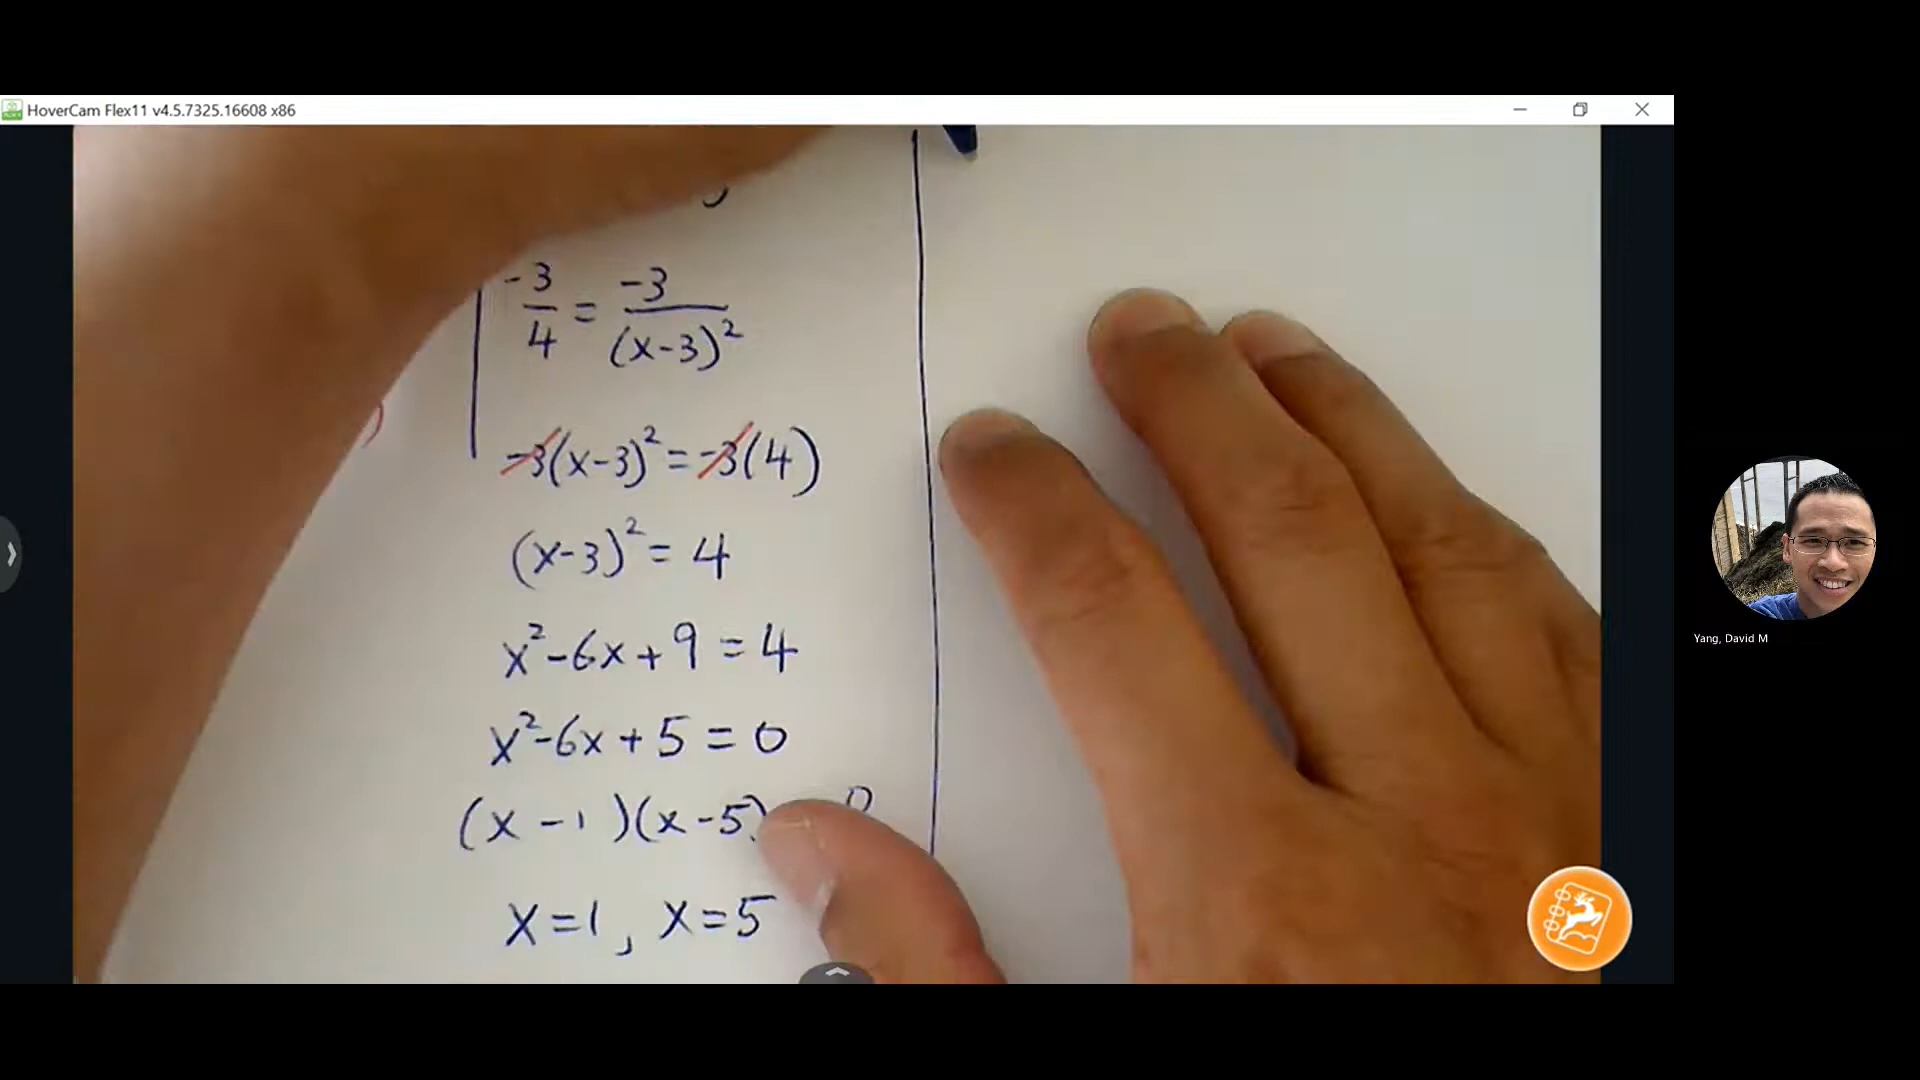 HoverCam Flex11 v4.5.7325.16608 x86
-3/4 = -3/(x-3)²
-3(x-3)² = -3(4)
(x-3)² = 4
x²-6x+9 = 4
x²-6x+5 = 0
(x-1)(x-5) 0
x=1, x=5
Yang, David M